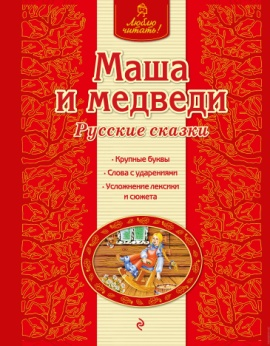 Люблю
читать!
Маша
и медведи
Русские сказки
· Крупные буквы
· Слова с ударениями
· Усложнение лексики
и сюжета